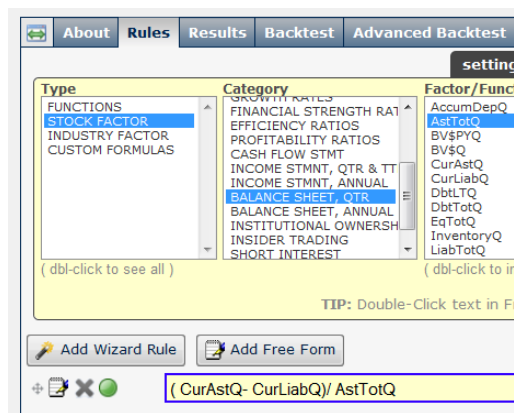 About Rules Results Backtest Advanced Backtest
setting
Type Category Factor/Funct
FUNCTIONS
STOCK FACTOR
INDUSTRY FACTOR
CUSTOM FORMULAS
GROWTH RATES
FINANCIAL STRENGTH RAT
EFFICIENCY RATIOS
PROFITABILITY RATIOS
CASH FLOW STMT
INCOME STMNT, QTR & TT
INCOME STMNT, ANNUAL
BALANCE SHEET, QTR
BALANCE SHEET, ANNUAL
INSTITUTIONAL OWNERSH
INSIDER TRADING
SHORT INTEREST
AccumDepQ
AstTotQ
BV$PYQ
BV$Q
CurAstQ
CurLiabQ
DbtLTQ
DbtTotQ
EqTotQ
InventoryQ
LiabTotQ
( dbl-click to see all ) ( dbl-click to in
TIP: Double-Click text in F
Add Wizard Rule Add Free Form
( CurAstQ- CurLiabQ)/ AstTotQ